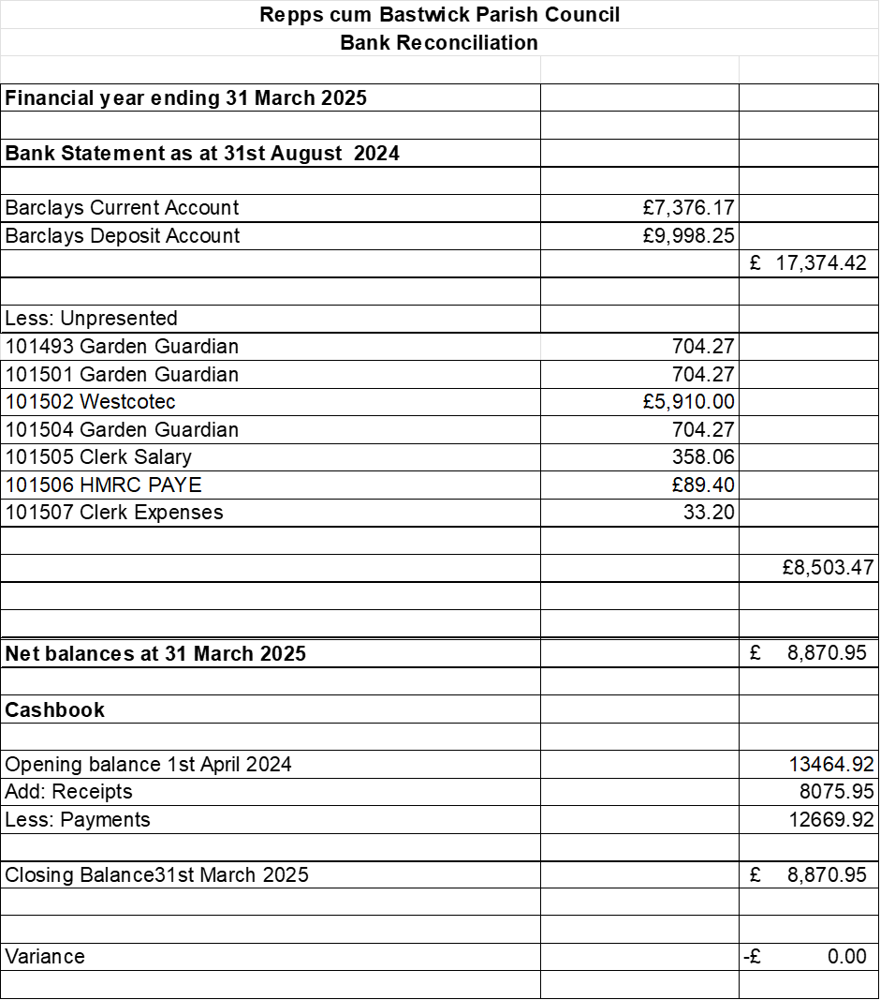 Repps cum Bastwick Parish Council
Bank Reconciliation
Financial year ending 31 March 2025
Bank Statement as at 31st August  2024
Barclays Current Account £7,376.17
Barclays Deposit Account £9,998.25
£ 17,374.42
Less: Unpresented
101493 Garden Guardian 704.27
101501 Garden Guardian 704.27
101502 Westcotec £5,910.00
101504 Garden Guardian 704.27
101505 Clerk Salary 358.06
101506 HMRC PAYE £89.40
101507 Clerk Expenses 33.20
£8,503.47
Net balances at 31 March 2025 £ 8,870.95
Cashbook
Opening balance 1st April 2024 13464.92
Add: Receipts 8075.95
Less: Payments 12669.92
Closing Balance31st March 2025 £ 8,870.95
Variance -£ 0.00